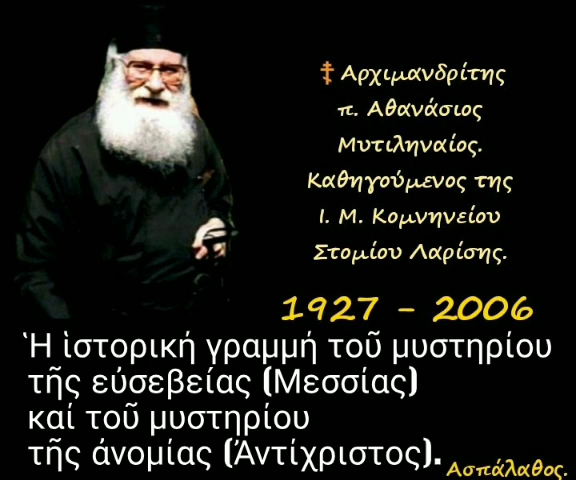 ☦ Αρχιμανδρίτης
π. Αθανάσιος
Μυτιληναίος.
Καθηγούμενος της
Ι. Μ. Κομνηνείου
Στομίου Λαρίσης.
1927 - 2006
Ἡ ἱστορική γραμμή τοῦ μυστηρίου
τῆς εὐσεβείας (Μεσσίας)
καί τοῦ μυστηρίου
τῆς ἀνομίας (Ἀντίχριστος).
Ασπάλαθος.